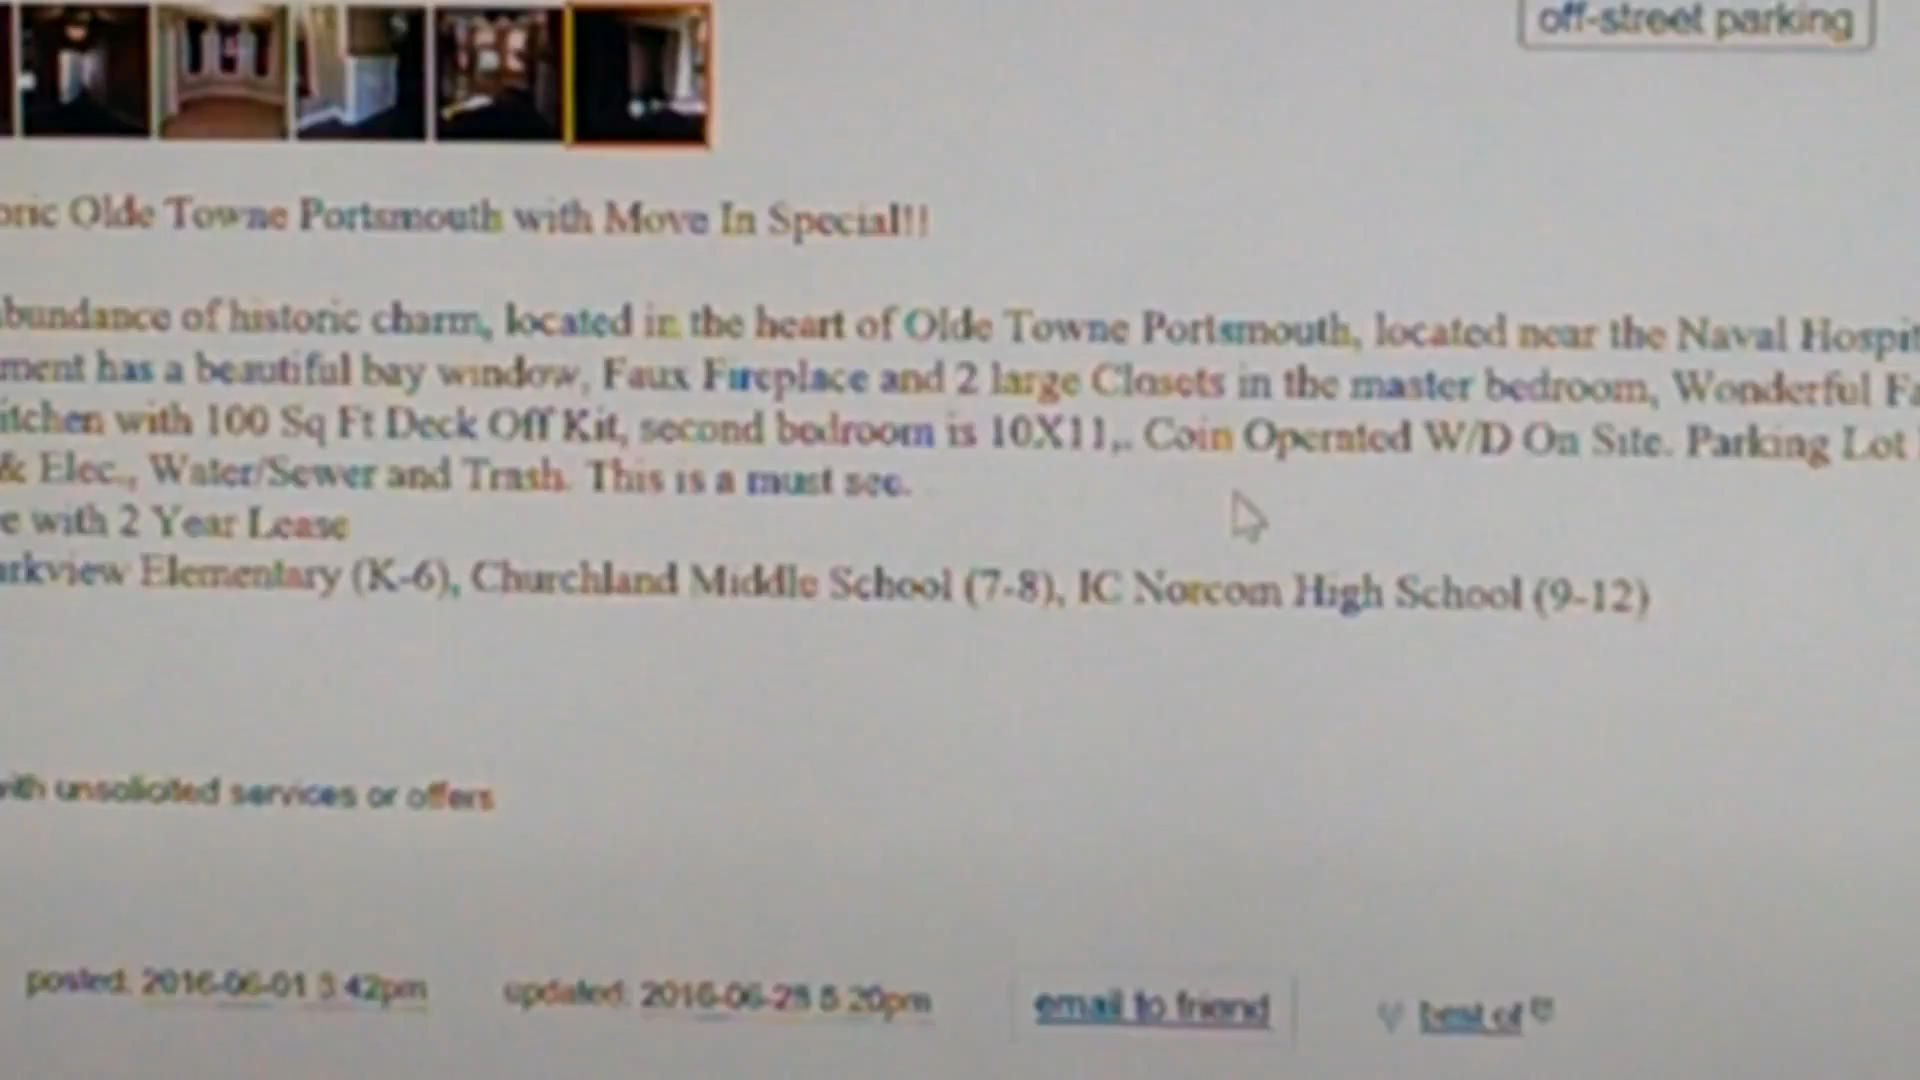 off-street parking
oric Olde Towne Portsmouth with Move In Special!!
bundance of historic charm, located in the heart of Olde Towne Portsmouth, located near the Naval Hospit
ment has a beautiful bay window, Faux Fireplace and 2 large Closets in the master bedroom, Wonderful Fa
itchen with 100 Sq Ft Deck Off Kit, second bedroom is 10X11,. Coin Operated W/D On Site. Parking Lot
& Elec., Water/Sewer and Trash. This is a must see.
e with 2 Year Lease
arkview Elementary (K-6), Churchland Middle School (7-8), IC Norcom High School (9-12)
with unsolicited services or offers
posted: 2016-06-01 3:42pm
updated: 2016-06-28 5:20pm
email to friend
♥ best of